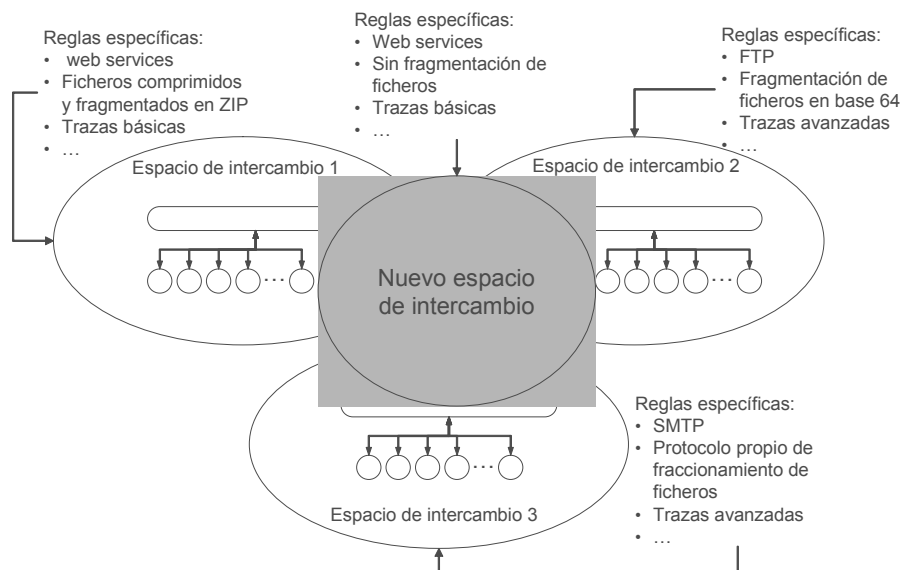 Reglas específicas:
• web services
• Ficheros comprimidos
y fragmentados en ZIP
• Trazas básicas
• …
Reglas específicas:
• Web services
• Sin fragmentación de
ficheros
• Trazas básicas
• …
Reglas específicas:
• FTP
• Fragmentación de
ficheros en base 64
• Trazas avanzadas
• …
Espacio de intercambio 1
Espacio de intercambio 2
…
…
Nuevo espacio
de intercambio
Reglas específicas:
• SMTP
• Protocolo propio de
fraccionamiento de
ficheros
• Trazas avanzadas
• …
…
Espacio de intercambio 3